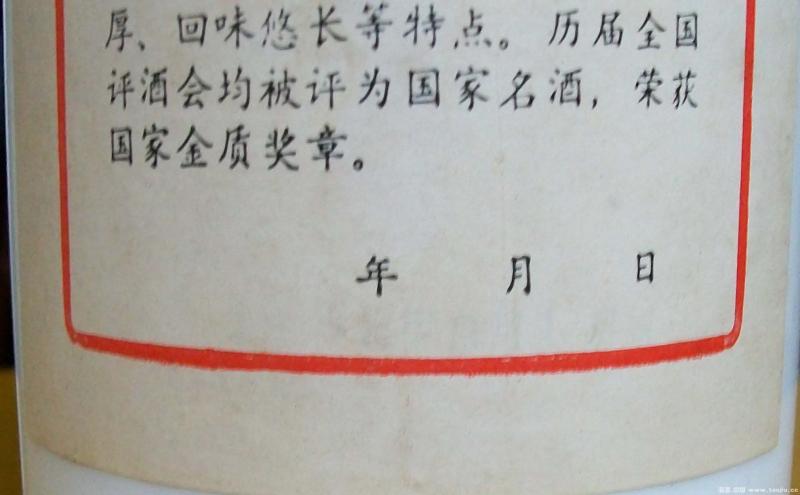 厚、回味悠长等特点。历届全国
评酒会均被评为国家名酒，荣获
国家金质奖章。
年 月 日